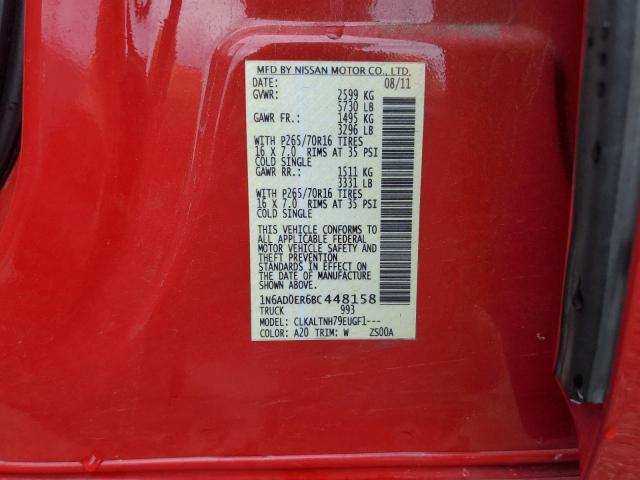 MFD BY NISSAN MOTOR CO., LTD.
DATE: 08/11
GVWR: 2599 KG
5730 LB
GAWR FR.: 1495 KG
3296 LB
WITH P265/70R16 TIRES
16 X 7.0 RIMS AT 35 PSI
COLD SINGLE
GAWR RR.: 1511 KG
3331 LB
WITH P265/70R16 TIRES
16 X 7.0 RIMS AT 35 PSI
COLD SINGLE
THIS VEHICLE CONFORMS TO
ALL APPLICABLE FEDERAL
MOTOR VEHICLE SAFETY AND
THEFT PREVENTION
STANDARDS IN EFFECT ON
THE DATE OF MANUFACTURE
SHOWN ABOVE.
1N6AD0ER6BC448158
TRUCK 993
MODEL: CLKALTNH79EUGF1---
COLOR: A20 TRIM: W ZS00A